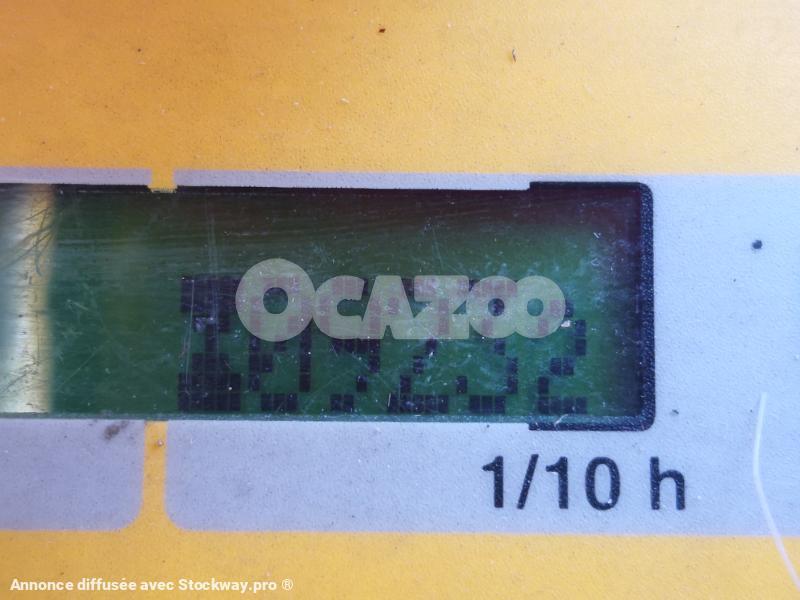 OCAZOO
1/10 h
Annonce diffusée avec Stockway.pro ®